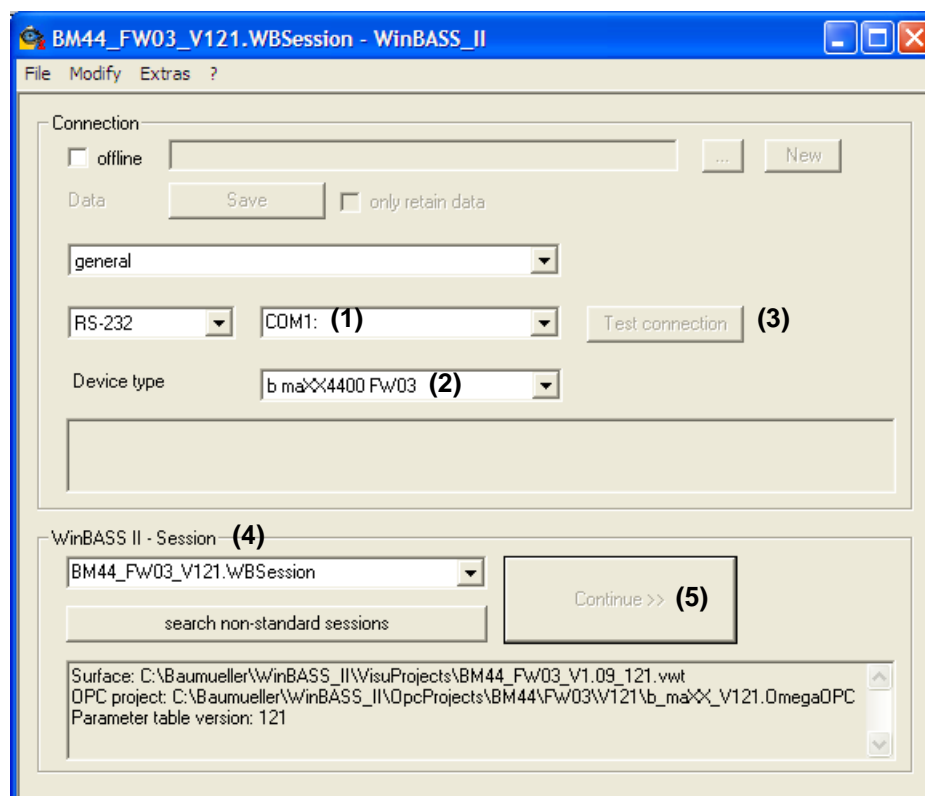 BM44_FW03_V121.WBSession - WinBASS_II
File Modify Extras ?
Connection
offline ... New
Data Save only retain data
general
RS-232 COM1: (1) Test connection (3)
Device type b maXX4400 FW03 (2)
WinBASS II - Session (4)
BM44_FW03_V121.WBSession
Continue >> (5)
search non-standard sessions
Surface: C:\Baumueller\WinBASS_II\VisuProjects\BM44_FW03_V1.09_121.vwt
OPC project: C:\Baumueller\WinBASS_II\OpcProjects\BM44\FW03\V121\b_maXX_V121.OmegaOPC
Parameter table version: 121